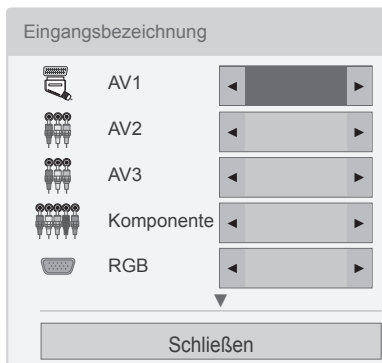 Eingangsbezeichnung
AV1
AV2
AV3
Komponente
RGB
Schließen